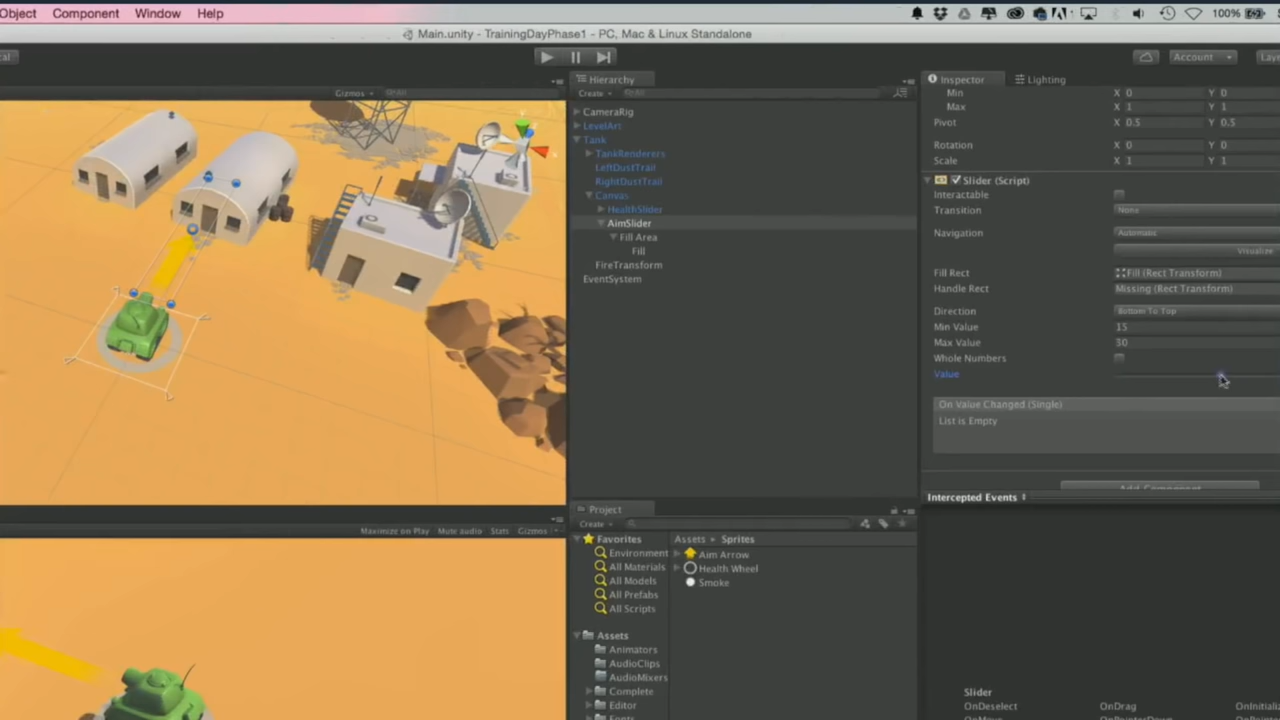 Object Component Window Help 100%
Main.unity - TrainingDayPhase1 - PC, Mac & Linux Standalone
Account
Gizmos
Hierarchy
Create
CameraRig
LevelArt
Tank
TankRenderers
LeftDustTrail
RightDustTrail
Canvas
HealthSlider
AimSlider
Fill Area
Fill
FireTransform
EventSystem
Inspector Lighting
Min X 0 Y 0
Max X 1 Y 1
Pivot X 0.5 Y 0.5
Rotation X 0 Y 0
Scale X 1 Y 1
Slider (Script)
Interactable
Transition None
Navigation Automatic
Visualize
Fill Rect Fill (Rect Transform)
Handle Rect Missing (Rect Transform)
Direction Bottom To Top
Min Value 15
Max Value 30
Whole Numbers
Value
On Value Changed (Single)
List is Empty
Add Component
Intercepted Events
Slider
OnDeselect OnDrag
Maximize on Play Mute audio Stats Gizmos
Project
Create
Favorites
Environment
All Materials
All Models
All Prefabs
All Scripts
Assets
Animators
AudioClips
AudioMixers
Complete
Editor
Fonts
Assets Sprites
Aim Arrow
Health Wheel
Smoke